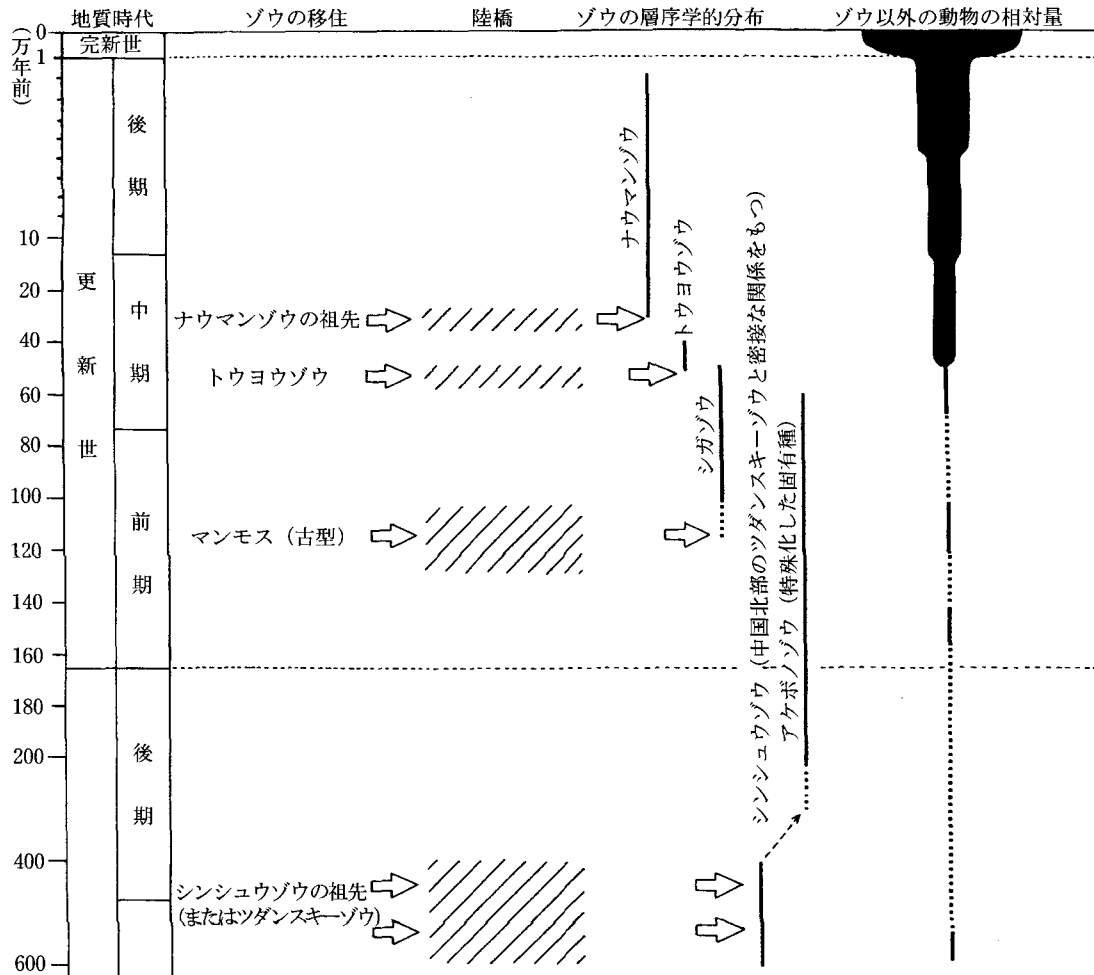 地質時代 ゾウの移住 陸橋 ゾウの層序学的分布 ゾウ以外の動物の相対量
(万年前)
0
1
10
20
40
60
80
100
120
140
160
180
200
400
600
完新世
更新世
後期
中期
前期
後期
ナウマンゾウの祖先
トウヨウゾウ
マンモス(古型)
シンシュウゾウの祖先
(またはツダンスキーゾウ)
ナウマンゾウ
トウヨウゾウ
シガゾウ
シンシュウゾウ(中国北部のツダンスキーゾウと密接な関係をもつ)
アケボノゾウ(特殊化した固有種)